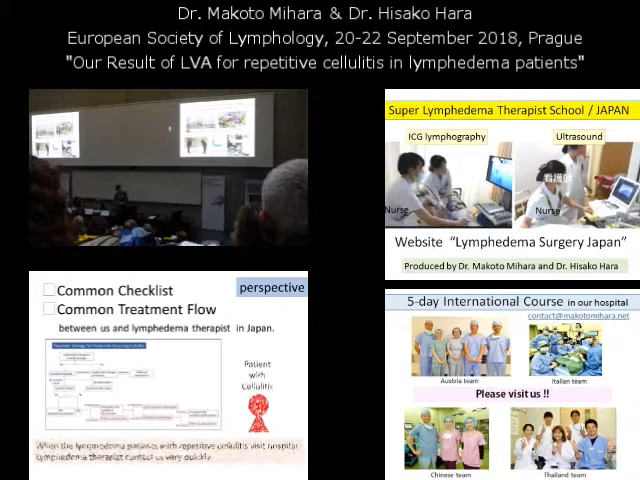 Dr. Makoto Mihara & Dr. Hisako Hara
European Society of Lymphology, 20-22 September 2018, Prague
"Our Result of LVA for repetitive cellulitis in lymphedema patients"
Super Lymphedema Therapist School / JAPAN
ICG lymphography
Ultrasound
看護師
Nurse
Nurse
Website "Lymphedema Surgery Japan"
Produced by Dr. Makoto Mihara and Dr. Hisako Hara
perspective
Common Checklist
Common Treatment Flow
between us and lymphedema therapist in Japan.
Patient
with
Cellulitis
When the lymphedema patients with repetitive cellulitis visit hospital
Lymphedema therapist contact us very quickly
5-day International Course in our hospital
contact@makotomihara.net
Austria team
Italian team
Please visit us !!
Chinese team
Thailand team